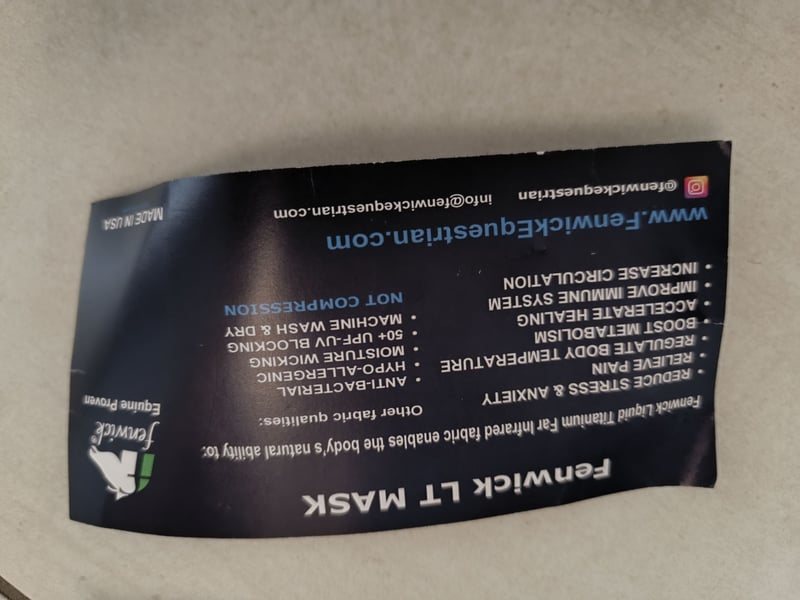 Fenwick LT MASK
Fenwick Liquid Titanium Far Infrared fabric enables the body's natural ability to:
• REDUCE STRESS & ANXIETY
• RELIEVE PAIN
• REGULATE BODY TEMPERATURE
• BOOST METABOLISM
• ACCELERATE HEALING
• IMPROVE IMMUNE SYSTEM
• INCREASE CIRCULATION
Other fabric qualities:
• ANTI-BACTERIAL
• HYPO-ALLERGENIC
• MOISTURE WICKING
• 50+ UPF-UV BLOCKING
• MACHINE WASH & DRY
NOT COMPRESSION
fenwick®
Equine Proven
www.FenwickEquestrian.com
@fenwickequestrian
info@fenwickequestrian.com
MADE IN USA